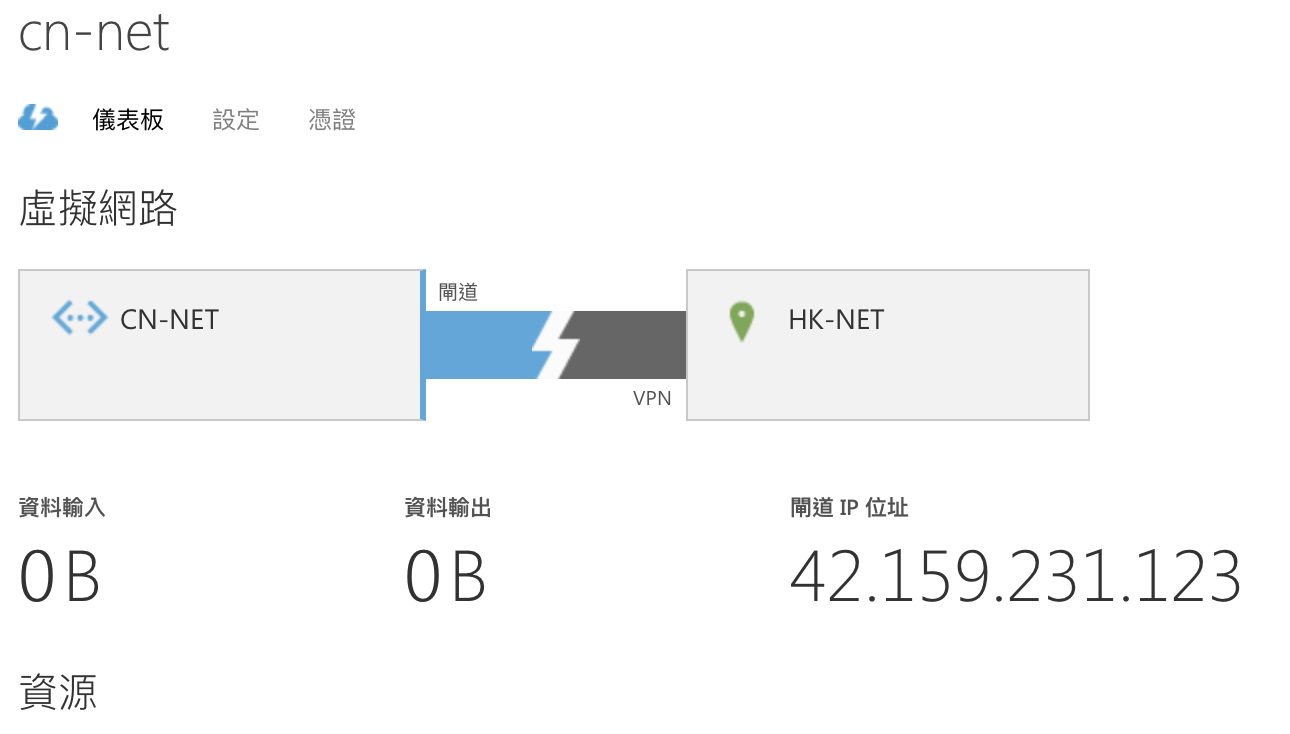 cn-net
儀表板 設定 憑證
虛擬網路
閘道
CN-NET HK-NET
VPN
資料輸入 資料輸出 閘道 IP 位址
0 B 0 B 42.159.231.123
資源